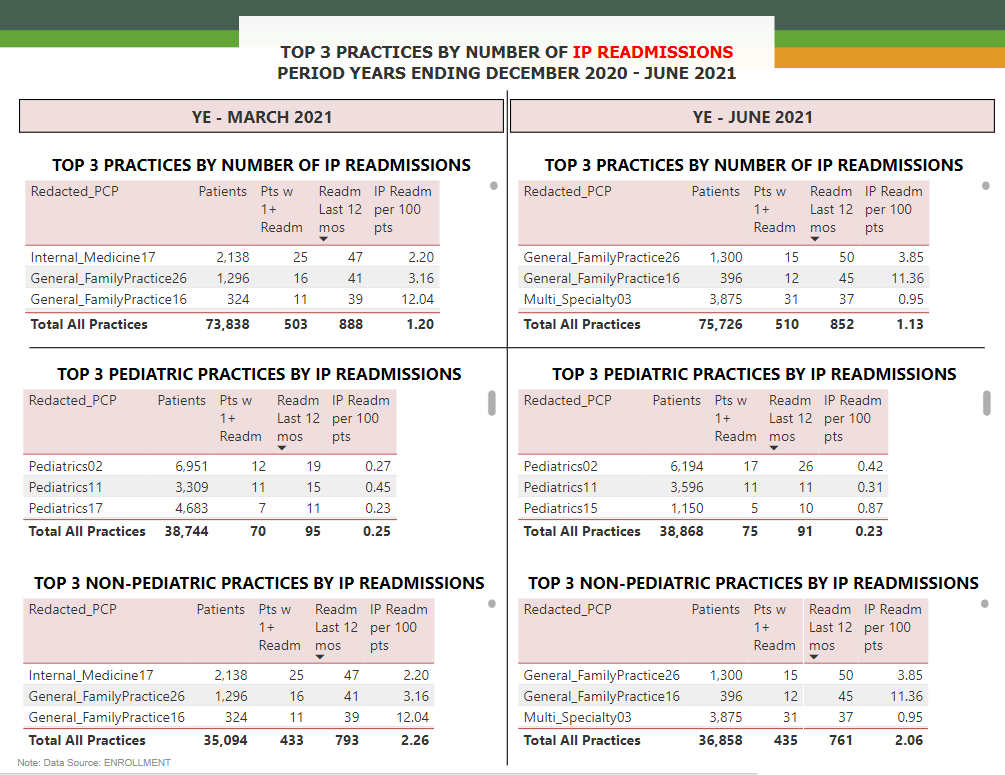 TOP 3 PRACTICES BY NUMBER OF IP READMISSIONS
PERIOD YEARS ENDING DECEMBER 2020 - JUNE 2021
YE - MARCH 2021
TOP 3 PRACTICES BY NUMBER OF IP READMISSIONS
Redacted_PCP Patients Pts w 1+ Readm Readm Last 12 mos IP Readm per 100 pts
Internal_Medicine17 2,138 25 47 2.20
General_FamilyPractice26 1,296 16 41 3.16
General_FamilyPractice16 324 11 39 12.04
Total All Practices 73,838 503 888 1.20
TOP 3 PEDIATRIC PRACTICES BY IP READMISSIONS
Redacted_PCP Patients Pts w 1+ Readm Readm Last 12 mos IP Readm per 100 pts
Pediatrics02 6,951 12 19 0.27
Pediatrics11 3,309 11 15 0.45
Pediatrics17 4,683 7 11 0.23
Total All Practices 38,744 70 95 0.25
TOP 3 NON-PEDIATRIC PRACTICES BY IP READMISSIONS
Redacted_PCP Patients Pts w 1+ Readm Readm Last 12 mos IP Readm per 100 pts
Internal_Medicine17 2,138 25 47 2.20
General_FamilyPractice26 1,296 16 41 3.16
General_FamilyPractice16 324 11 39 12.04
Total All Practices 35,094 433 793 2.26
YE - JUNE 2021
TOP 3 PRACTICES BY NUMBER OF IP READMISSIONS
Redacted_PCP Patients Pts w 1+ Readm Readm Last 12 mos IP Readm per 100 pts
General_FamilyPractice26 1,300 15 50 3.85
General_FamilyPractice16 396 12 45 11.36
Multi_Specialty03 3,875 31 37 0.95
Total All Practices 75,726 510 852 1.13
TOP 3 PEDIATRIC PRACTICES BY IP READMISSIONS
Redacted_PCP Patients Pts w 1+ Readm Readm Last 12 mos IP Readm per 100 pts
Pediatrics02 6,194 17 26 0.42
Pediatrics11 3,596 11 11 0.31
Pediatrics15 1,150 5 10 0.87
Total All Practices 38,868 75 91 0.23
TOP 3 NON-PEDIATRIC PRACTICES BY IP READMISSIONS
Redacted_PCP Patients Pts w 1+ Readm Readm Last 12 mos IP Readm per 100 pts
General_FamilyPractice26 1,300 15 50 3.85
General_FamilyPractice16 396 12 45 11.36
Multi_Specialty03 3,875 31 37 0.95
Total All Practices 36,858 435 761 2.06
Note: Data Source: ENROLLMENT